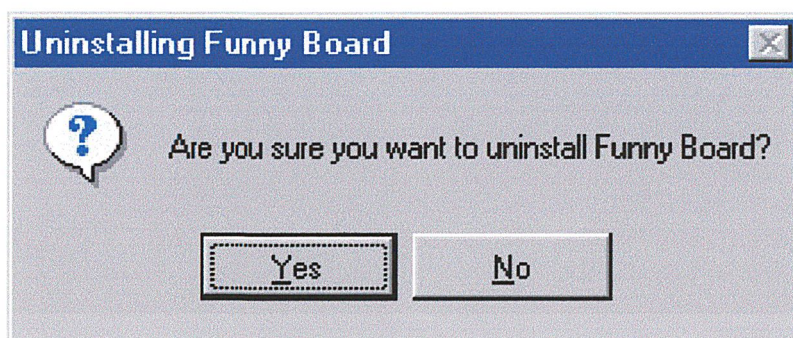 Uninstalling Funny Board
?
Are you sure you want to uninstall Funny Board?
Yes No